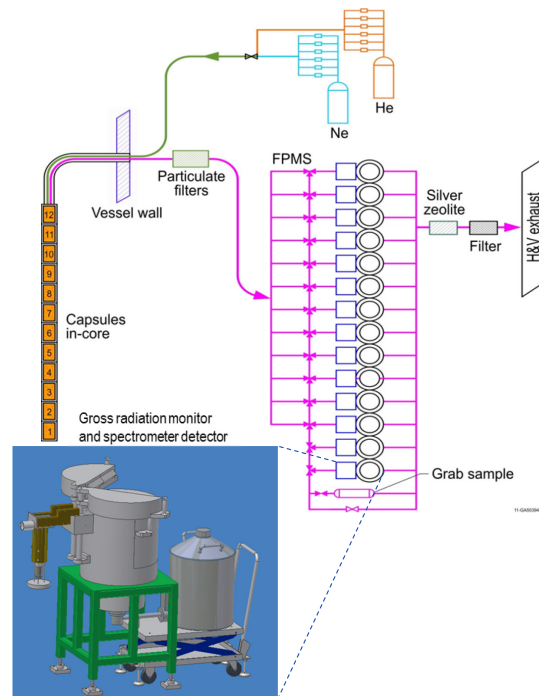 He
Ne
FPMS
Particulate
filters
Vessel wall
Silver
zeolite
Filter
H&V exhaust
12
11
10
9
8
7
6
5
4
3
2
1
Capsules
in-core
Gross radiation monitor
and spectrometer detector
Grab sample
11-GA50394